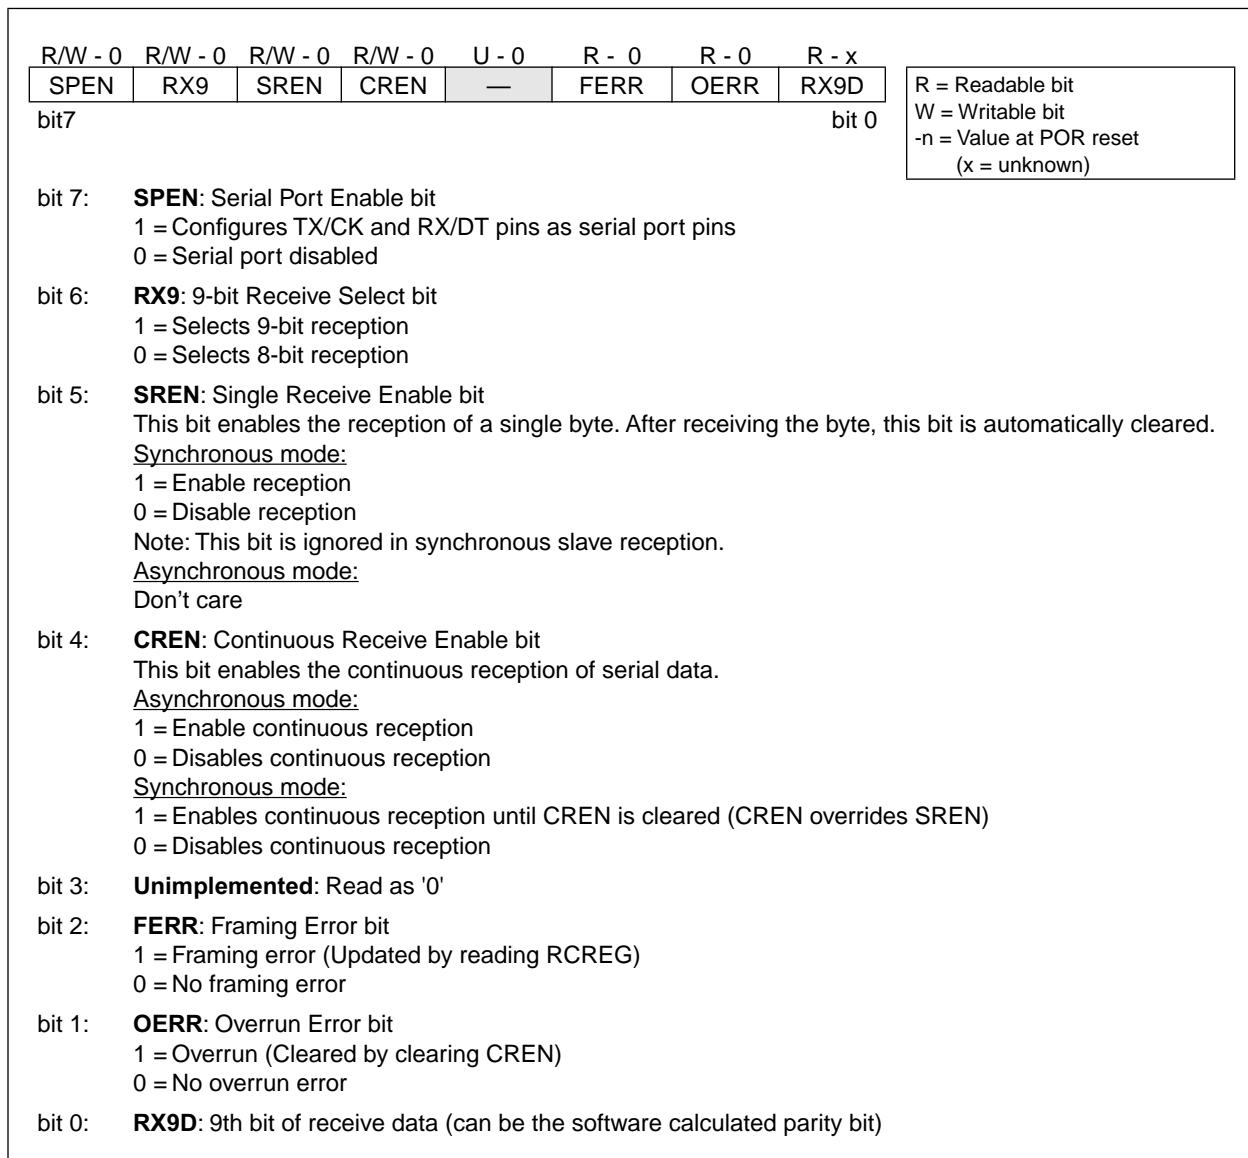 R/W - 0 R/W - 0 R/W - 0 R/W - 0 U - 0 R - 0 R - 0 R - x
SPEN RX9 SREN CREN — FERR OERR RX9D
bit7 bit 0
R = Readable bit
W = Writable bit
-n = Value at POR reset
(x = unknown)
bit 7: SPEN: Serial Port Enable bit
1 = Configures TX/CK and RX/DT pins as serial port pins
0 = Serial port disabled
bit 6: RX9: 9-bit Receive Select bit
1 = Selects 9-bit reception
0 = Selects 8-bit reception
bit 5: SREN: Single Receive Enable bit
This bit enables the reception of a single byte. After receiving the byte, this bit is automatically cleared.
Synchronous mode:
1 = Enable reception
0 = Disable reception
Note: This bit is ignored in synchronous slave reception.
Asynchronous mode:
Don't care
bit 4: CREN: Continuous Receive Enable bit
This bit enables the continuous reception of serial data.
Asynchronous mode:
1 = Enable continuous reception
0 = Disables continuous reception
Synchronous mode:
1 = Enables continuous reception until CREN is cleared (CREN overrides SREN)
0 = Disables continuous reception
bit 3: Unimplemented: Read as '0'
bit 2: FERR: Framing Error bit
1 = Framing error (Updated by reading RCREG)
0 = No framing error
bit 1: OERR: Overrun Error bit
1 = Overrun (Cleared by clearing CREN)
0 = No overrun error
bit 0: RX9D: 9th bit of receive data (can be the software calculated parity bit)